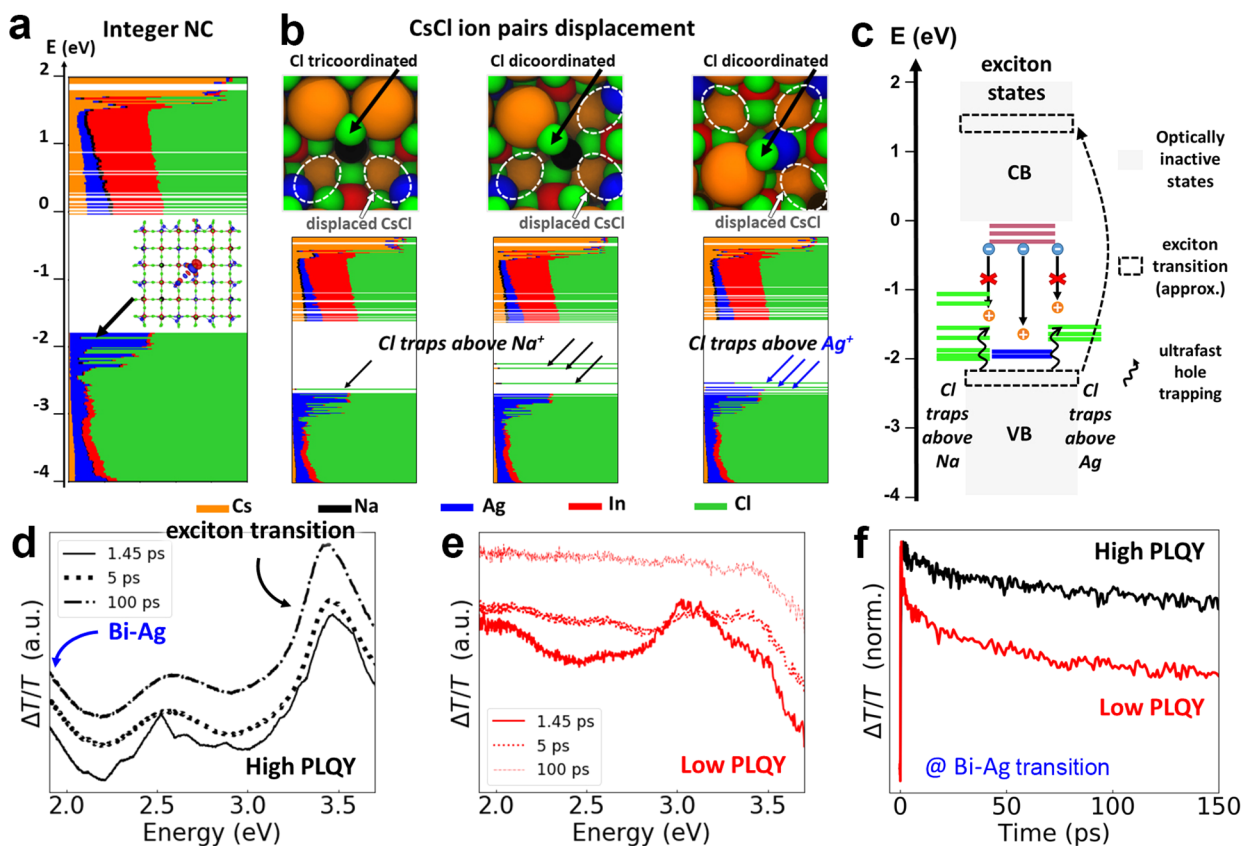 a
Integer NC
E (eV)
2
1
0
-1
-2
-3
-4
b
CsCl ion pairs displacement
Cl tricoordinated
Cl dicoordinated
Cl dicoordinated
displaced CsCl
displaced CsCl
Cl traps above Na⁺
Cl traps above Ag⁺
Cs
Na
Ag
In
Cl
c
E (eV)
2
1
0
-1
-2
-3
-4
exciton
states
CB
VB
Cl
traps
above
Na
Cl
traps
above
Ag
Optically
inactive
states
exciton
transition
(approx.)
ultrafast
hole
trapping
d
exciton transition
1.45 ps
5 ps
100 ps
Bi-Ag
High PLQY
ΔT/T (a.u.)
2.0
2.5
3.0
3.5
Energy (eV)
e
ΔT/T (a.u.)
1.45 ps
5 ps
100 ps
Low PLQY
2.0
2.5
3.0
3.5
Energy (eV)
f
High PLQY
Low PLQY
@ Bi-Ag transition
ΔT/T (norm.)
0
50
100
150
Time (ps)